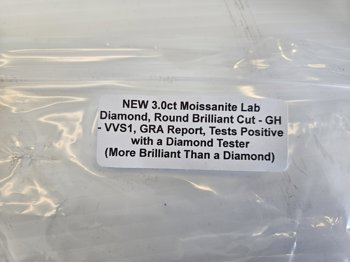 NEW 3.0ct Moissanite Lab
Diamond, Round Brilliant Cut - GH
- VVS1, GRA Report, Tests Positive
with a Diamond Tester
(More Brilliant Than a Diamond)